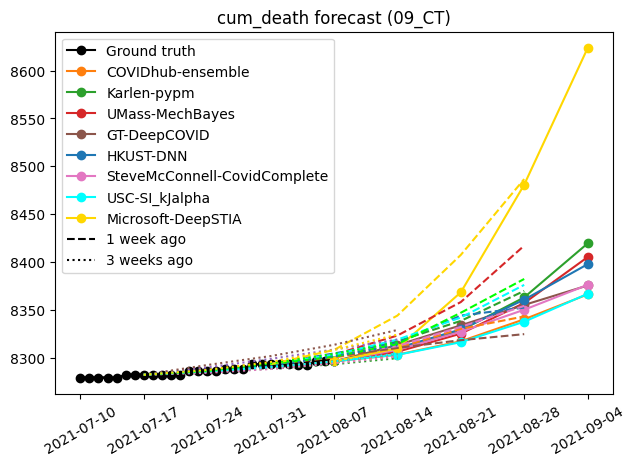 cum_death forecast (09_CT)
8600
8550
8500
8450
8400
8350
8300
Ground truth
COVIDhub-ensemble
Karlen-pypm
UMass-MechBayes
GT-DeepCOVID
HKUST-DNN
SteveMcConnell-CovidComplete
USC-SI_kJalpha
Microsoft-DeepSTIA
1 week ago
3 weeks ago
2021-07-10
2021-07-17
2021-07-24
2021-07-31
2021-08-07
2021-08-14
2021-08-21
2021-08-28
2021-09-04